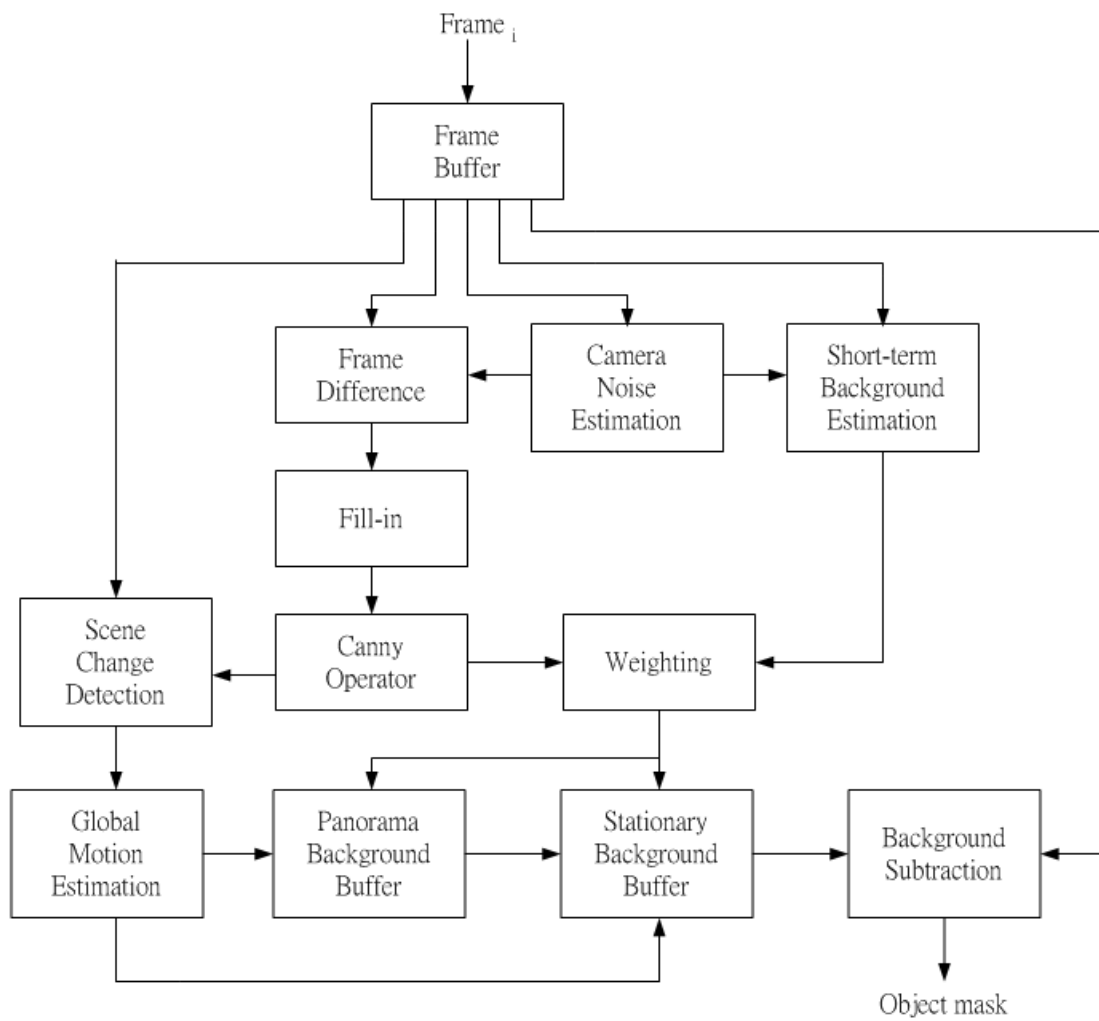 Frame i
Frame
Buffer
Frame
Difference
Camera
Noise
Estimation
Short-term
Background
Estimation
Fill-in
Scene
Change
Detection
Canny
Operator
Weighting
Global
Motion
Estimation
Panorama
Background
Buffer
Stationary
Background
Buffer
Background
Subtraction
Object mask